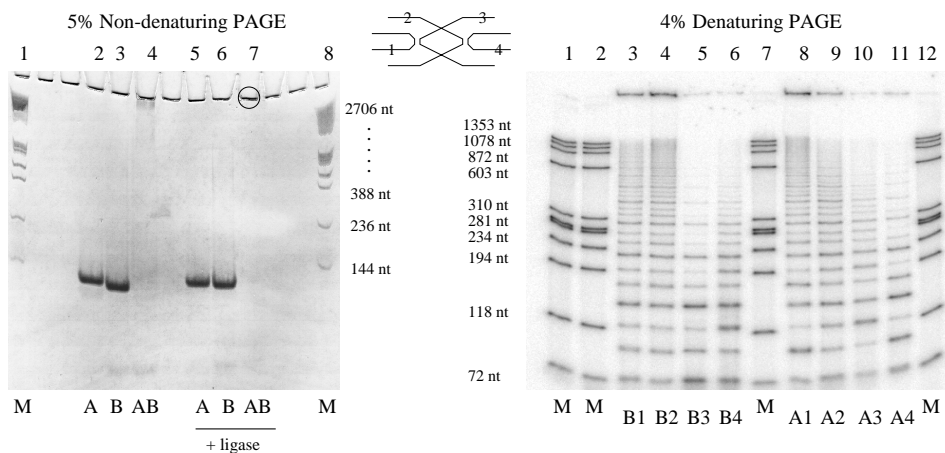 5% Non-denaturing PAGE
1 2 3 4 5 6 7 8
M A B AB A B AB M
+ ligase
2 3
1 4
2706 nt
388 nt
236 nt
144 nt
4% Denaturing PAGE
1 2 3 4 5 6 7 8 9 10 11 12
1353 nt
1078 nt
872 nt
603 nt
310 nt
281 nt
234 nt
194 nt
118 nt
72 nt
M M B1 B2 B3 B4 M A1 A2 A3 A4 M